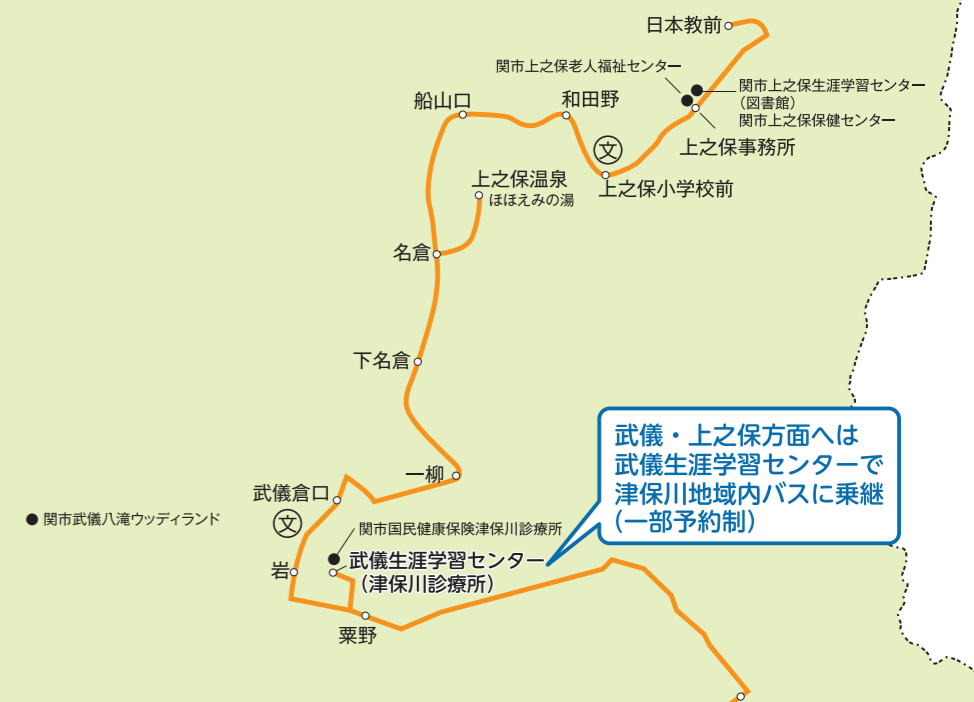 日本教前
関市上之保老人福祉センター
関市上之保生涯学習センター
（図書館）
関市上之保保健センター
船山口
和田野
上之保事務所
文
上之保小学校前
上之保温泉
ほほえみの湯
名倉
下名倉
武儀・上之保方面へは
武儀生涯学習センターで
津保川地域内バスに乗継
（一部予約制）
一柳
武儀倉口
関市武儀八滝ウッディランド
文
関市国民健康保険津保川診療所
武儀生涯学習センター
（津保川診療所）
岩
粟野